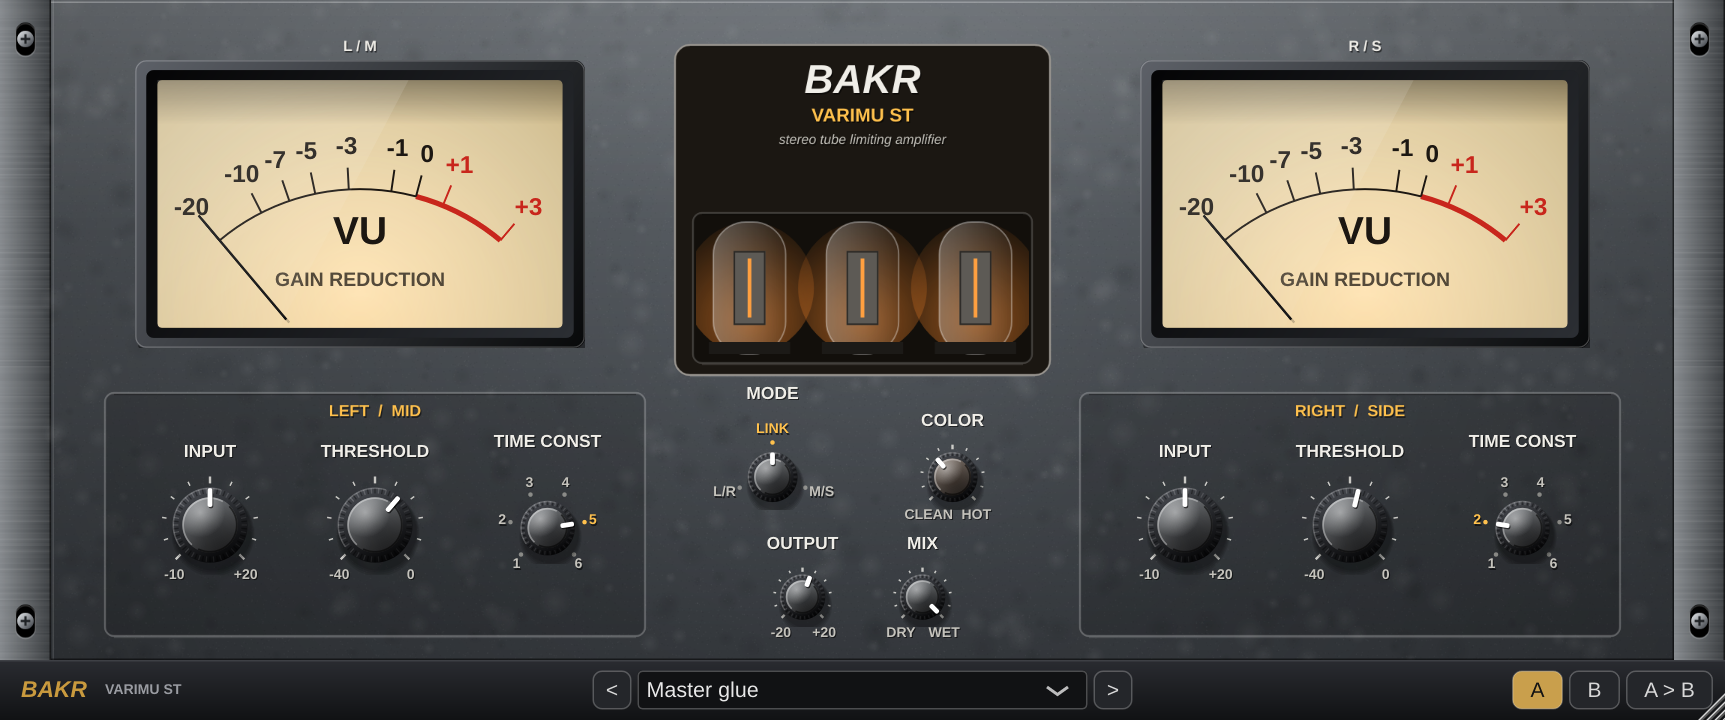 L / M
-20 -10 -7 -5 -3 -1 0 +1 +3
VU
GAIN REDUCTION
BAKR
VARIMU ST
stereo tube limiting amplifier
R / S
-20 -10 -7 -5 -3 -1 0 +1 +3
VU
GAIN REDUCTION
LEFT / MID
INPUT
-10 +20
THRESHOLD
-40 0
TIME CONST
1 2 3 4 5 6
MODE
LINK
L/R M/S
COLOR
CLEAN HOT
OUTPUT
-20 +20
MIX
DRY WET
RIGHT / SIDE
INPUT
-10 +20
THRESHOLD
-40 0
TIME CONST
1 2 3 4 5 6
BAKR VARIMU ST
< Master glue >
A B A > B